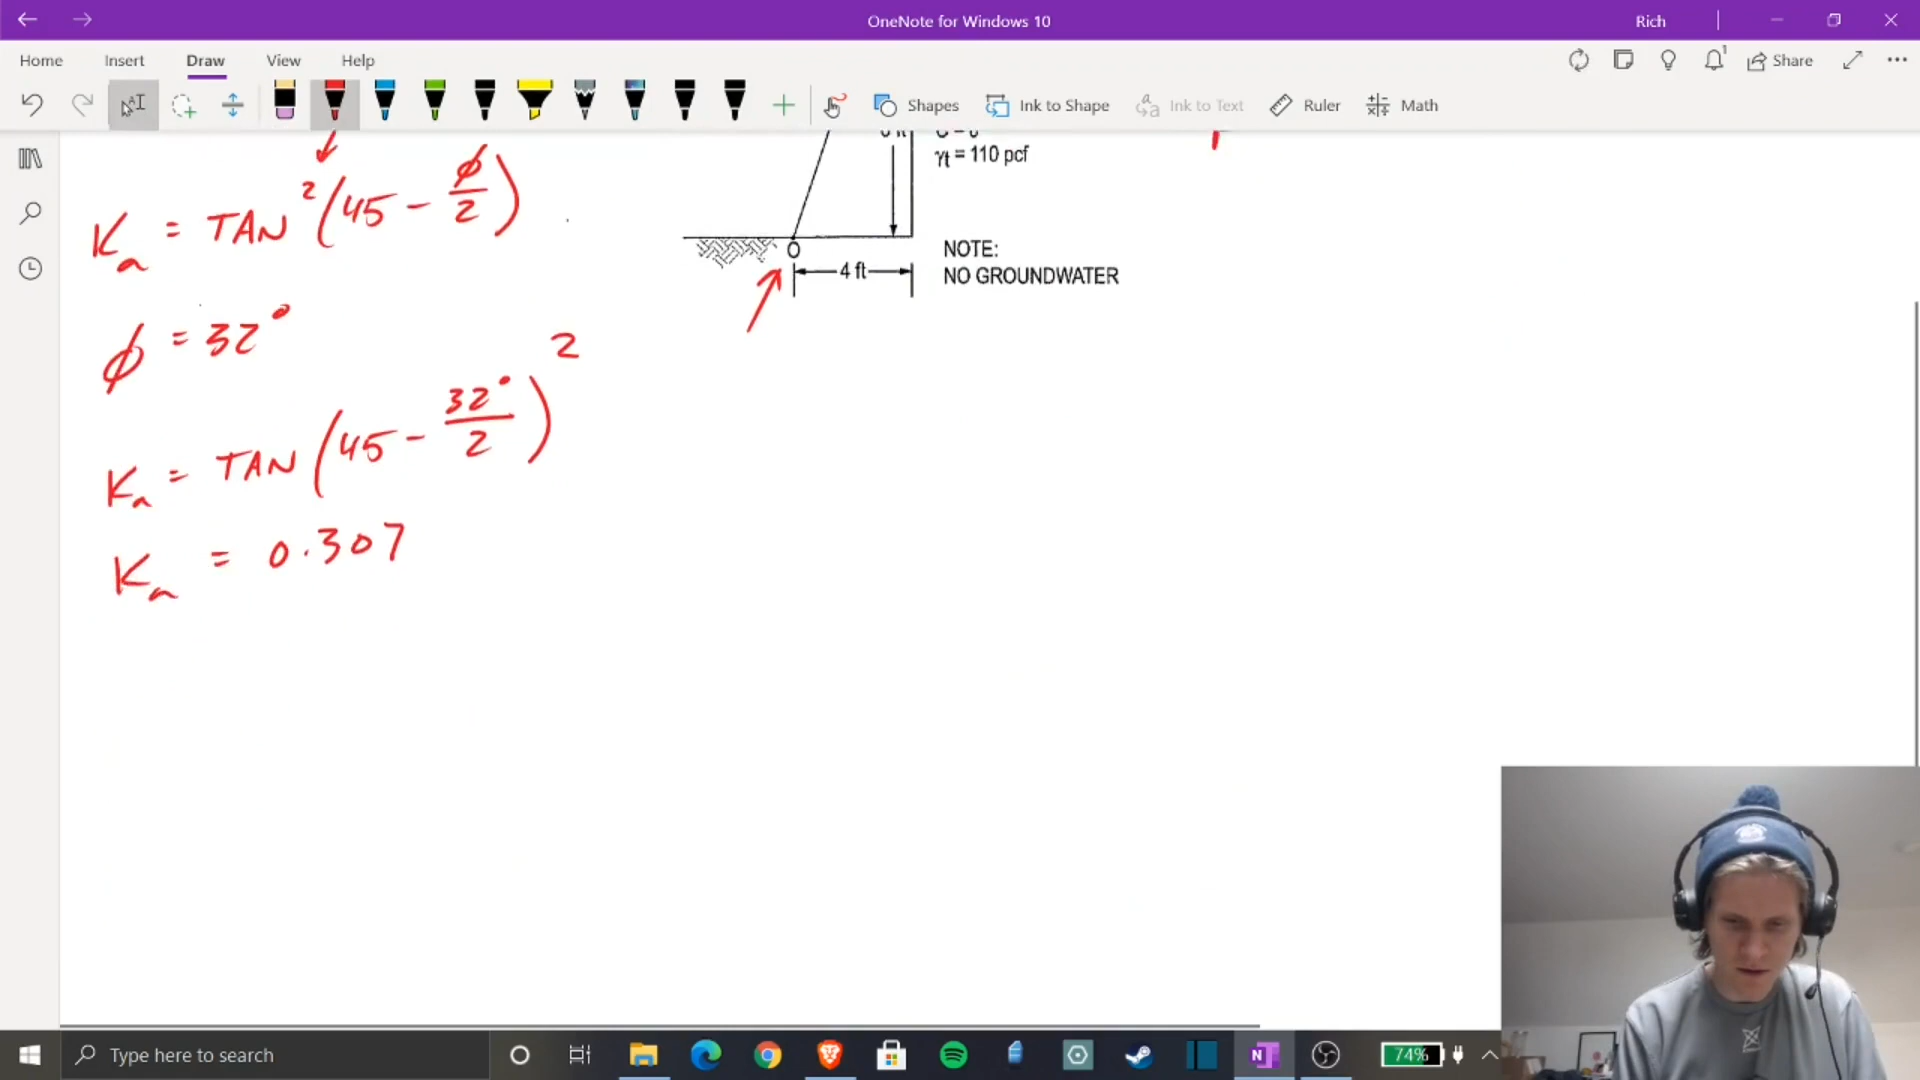 OneNote for Windows 10
Rich
Home Insert Draw View Help
Share
Shapes Ink to Shape Ink to Text Ruler Math
γt = 110 pcf
Ka = TAN²(45 - ϕ/2)
O
4 ft
NOTE:
NO GROUNDWATER
ϕ = 32°
Ka = TAN(45 - 32°/2)²
Ka = 0.307
Type here to search
74%